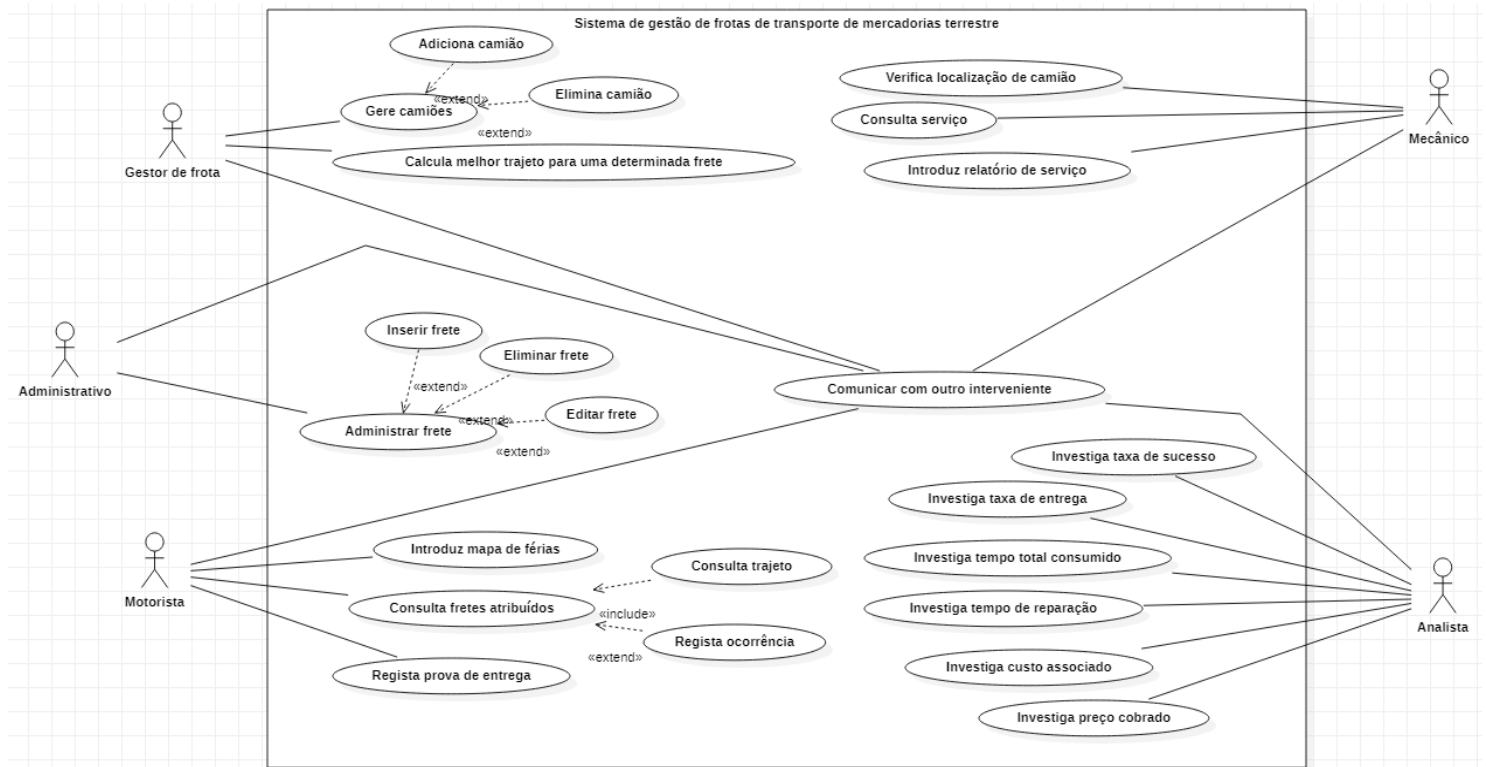 Sistema de gestão de frotas de transporte de mercadorias terrestre
Adiciona camião
Verifica localização de camião
Elimina camião
«extend»
Gere camiões
Consulta serviço
«extend»
Mecânico
Calcula melhor trajeto para uma determinada frete
Introduz relatório de serviço
Gestor de frota
Inserir frete
Eliminar frete
«extend»
Administrativo
Comunicar com outro interveniente
Editar frete
«extend»
Administrar frete
«extend»
Investiga taxa de sucesso
Investiga taxa de entrega
Introduz mapa de férias
Investiga tempo total consumido
Consulta trajeto
Motorista
Consulta fretes atribuídos
Investiga tempo de reparação
«include»
Analista
Regista ocorrência
«extend»
Investiga custo associado
Regista prova de entrega
Investiga preço cobrado